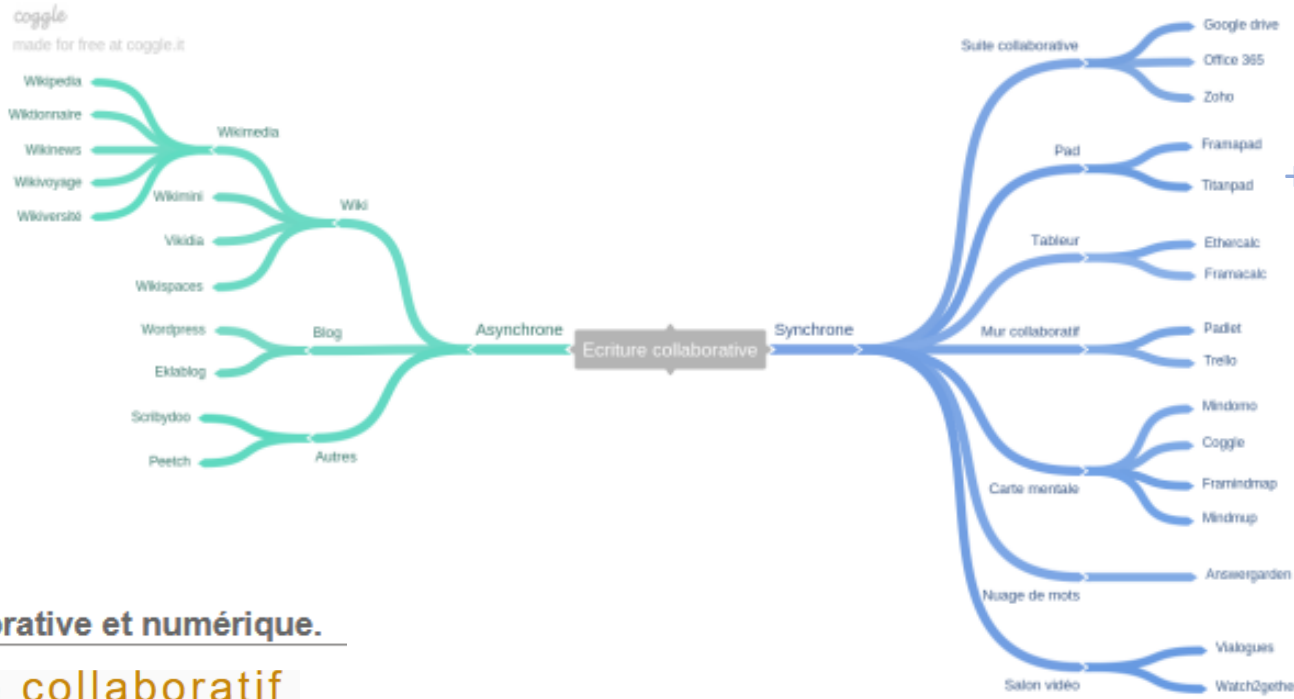 coggle
made for free at coggle.it
Wikipedia
Wiktionnaire
Wikinews
Wikivoyage
Wikiversité
Wikimedia
Wikimini
Vikidia
Wikispaces
Wiki
Wordpress
Eklablog
Blog
Scribydoo
Peetch
Autres
Asynchrone
Ecriture collaborative
Synchrone
Suite collaborative
Google drive
Office 365
Zoho
Pad
Framapad
Titanpad
Tableur
Ethercalc
Framacalc
Mur collaboratif
Padlet
Trello
Carte mentale
Mindomo
Coggle
Framindmap
Mindmup
Nuage de mots
Answergarden
Salon vidéo
Vialogues
Watch2gethe
orative et numérique.
collaboratif